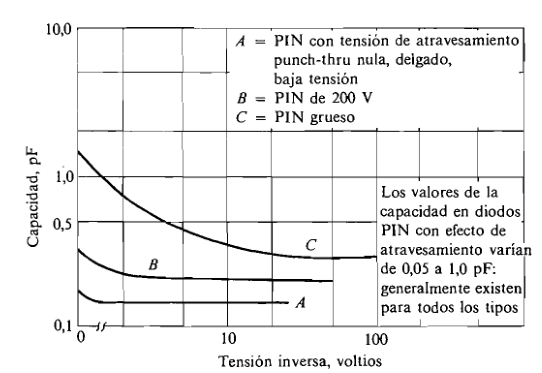 10,0
A = PIN con tensión de atravesamiento
punch-thru nula, delgado,
baja tensión
B = PIN de 200 V
C = PIN grueso
Capacidad, pF
1,0
0,5
0,1
Los valores de la
capacidad en diodos
PIN con efecto de
atravesamiento varían
de 0,05 a 1,0 pF:
generalmente existen
para todos los tipos
C
B
A
0
10
100
Tensión inversa, voltios